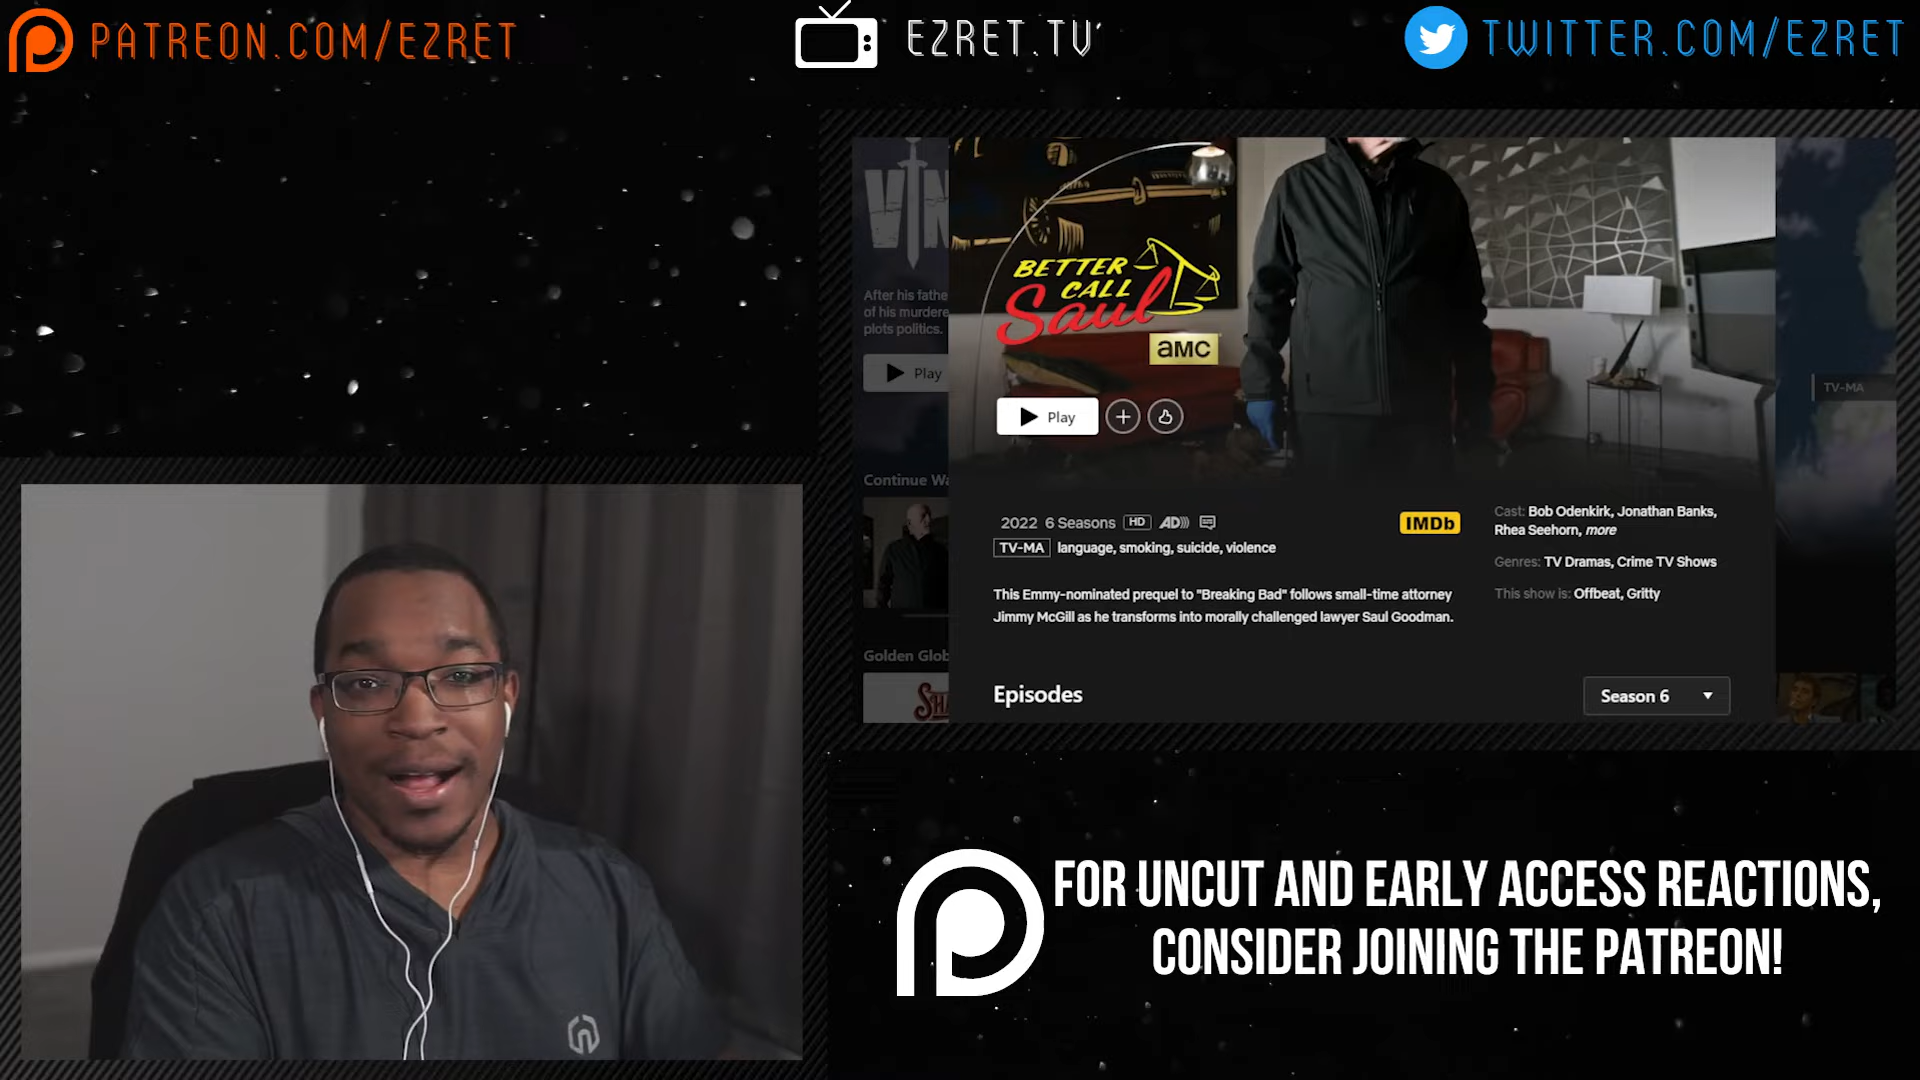 PATREON.COM/EZRET
EZRET.TV
TWITTER.COM/EZRET
VIN
After his fathe
of his murdere
plots politics.
Play
Continue Wa
Golden Glob
SHA
BETTER
CALL
Saul
aMC
Play
2022 6 Seasons HD AD
TV-MA language, smoking, suicide, violence
This Emmy-nominated prequel to "Breaking Bad" follows small-time attorney
Jimmy McGill as he transforms into morally challenged lawyer Saul Goodman.
IMDb
Cast: Bob Odenkirk, Jonathan Banks,
Rhea Seehorn, more
Genres: TV Dramas, Crime TV Shows
This show is: Offbeat, Gritty
Episodes
Season 6
TV-MA
FOR UNCUT AND EARLY ACCESS REACTIONS,
CONSIDER JOINING THE PATREON!